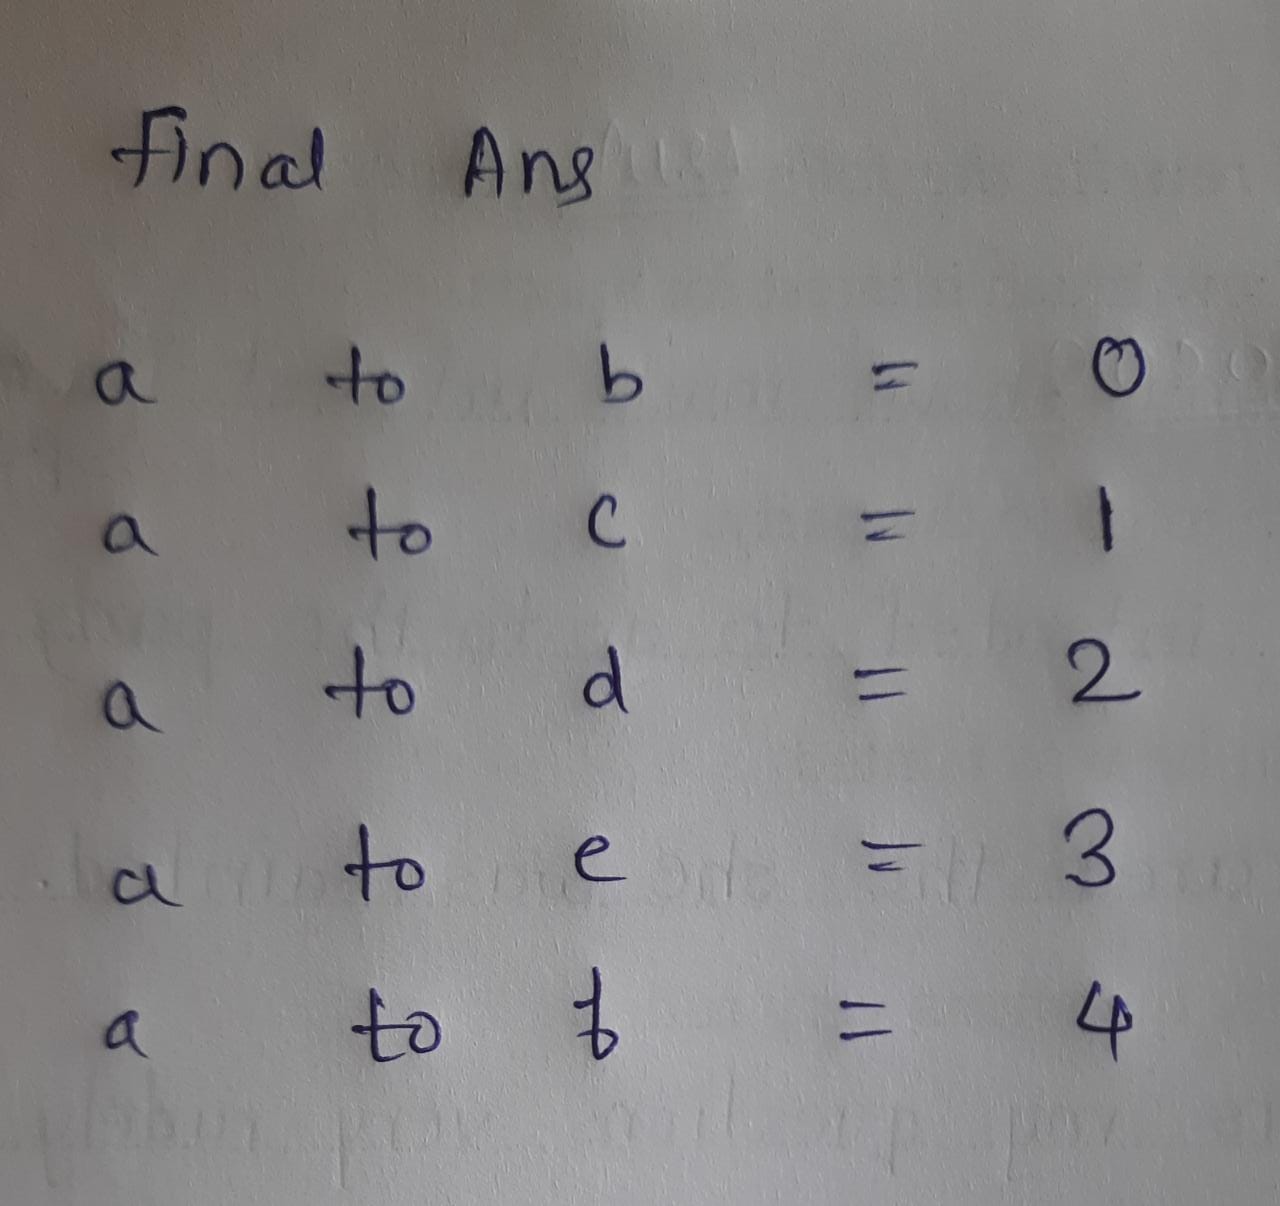 final Ans
a to b = 0
a to c = 1
a to d = 2
a to e = 3
a to f = 4